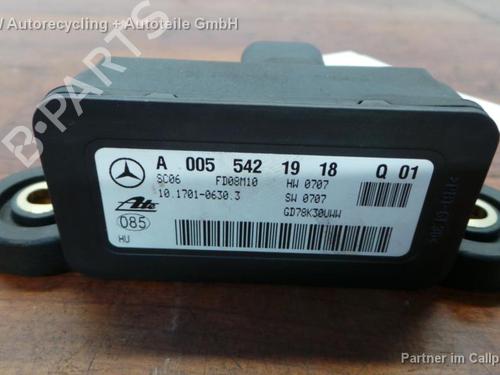 Autorecycling + Autoteile GmbH
B-PARTS
A 005 542 19 18 Q 01
SC06 FD08M10 HW 0707
10.1701-0630.3 SW 0707
Ate GD78K30UWW
085
HU
Partner im Callp